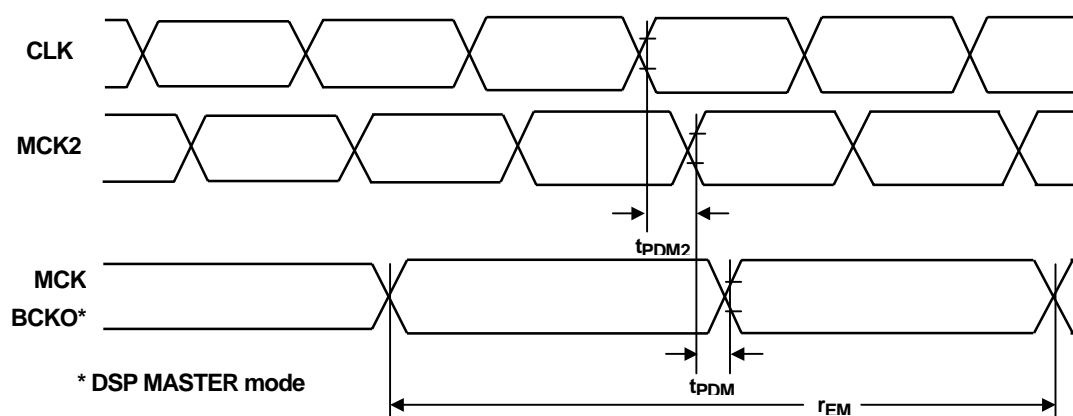 CLK
MCK2
tPDM2
MCK
BCKO*
* DSP MASTER mode
tPDM
rEM